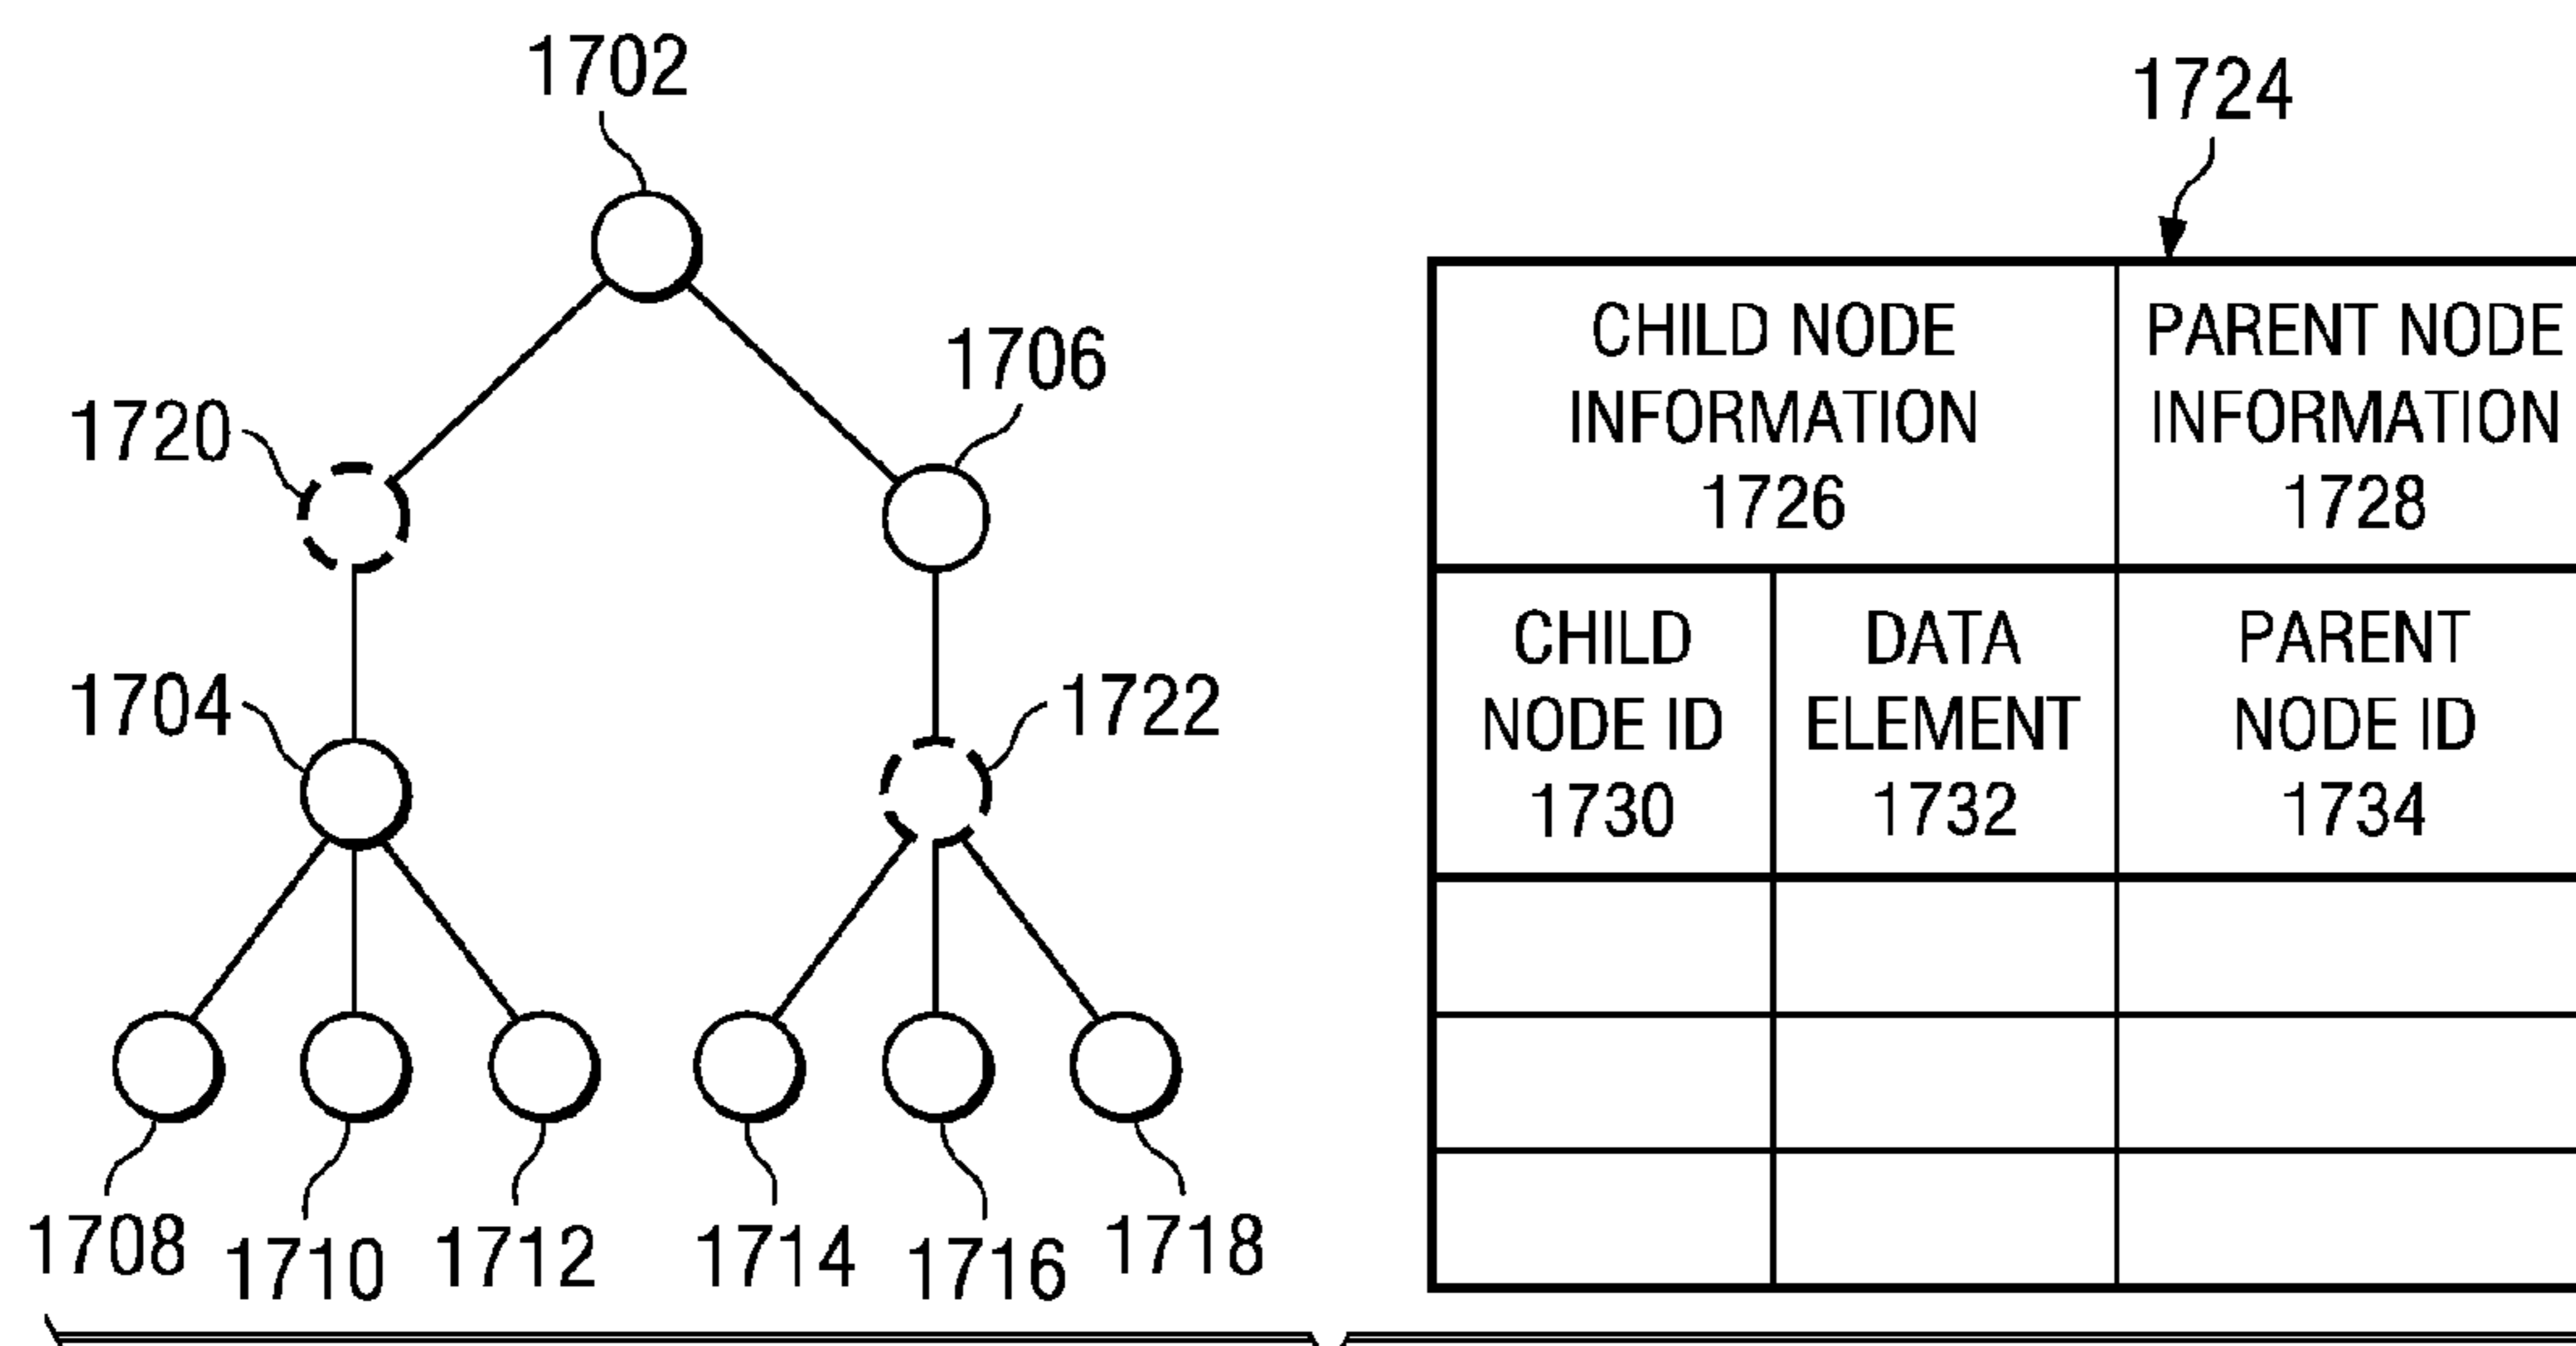 1702
1724
1706
1720
1704
1722
1708
1710
1712
1714
1716
1718
CHILD NODE
INFORMATION
1726
PARENT NODE
INFORMATION
1728
CHILD
NODE ID
1730
DATA
ELEMENT
1732
PARENT
NODE ID
1734